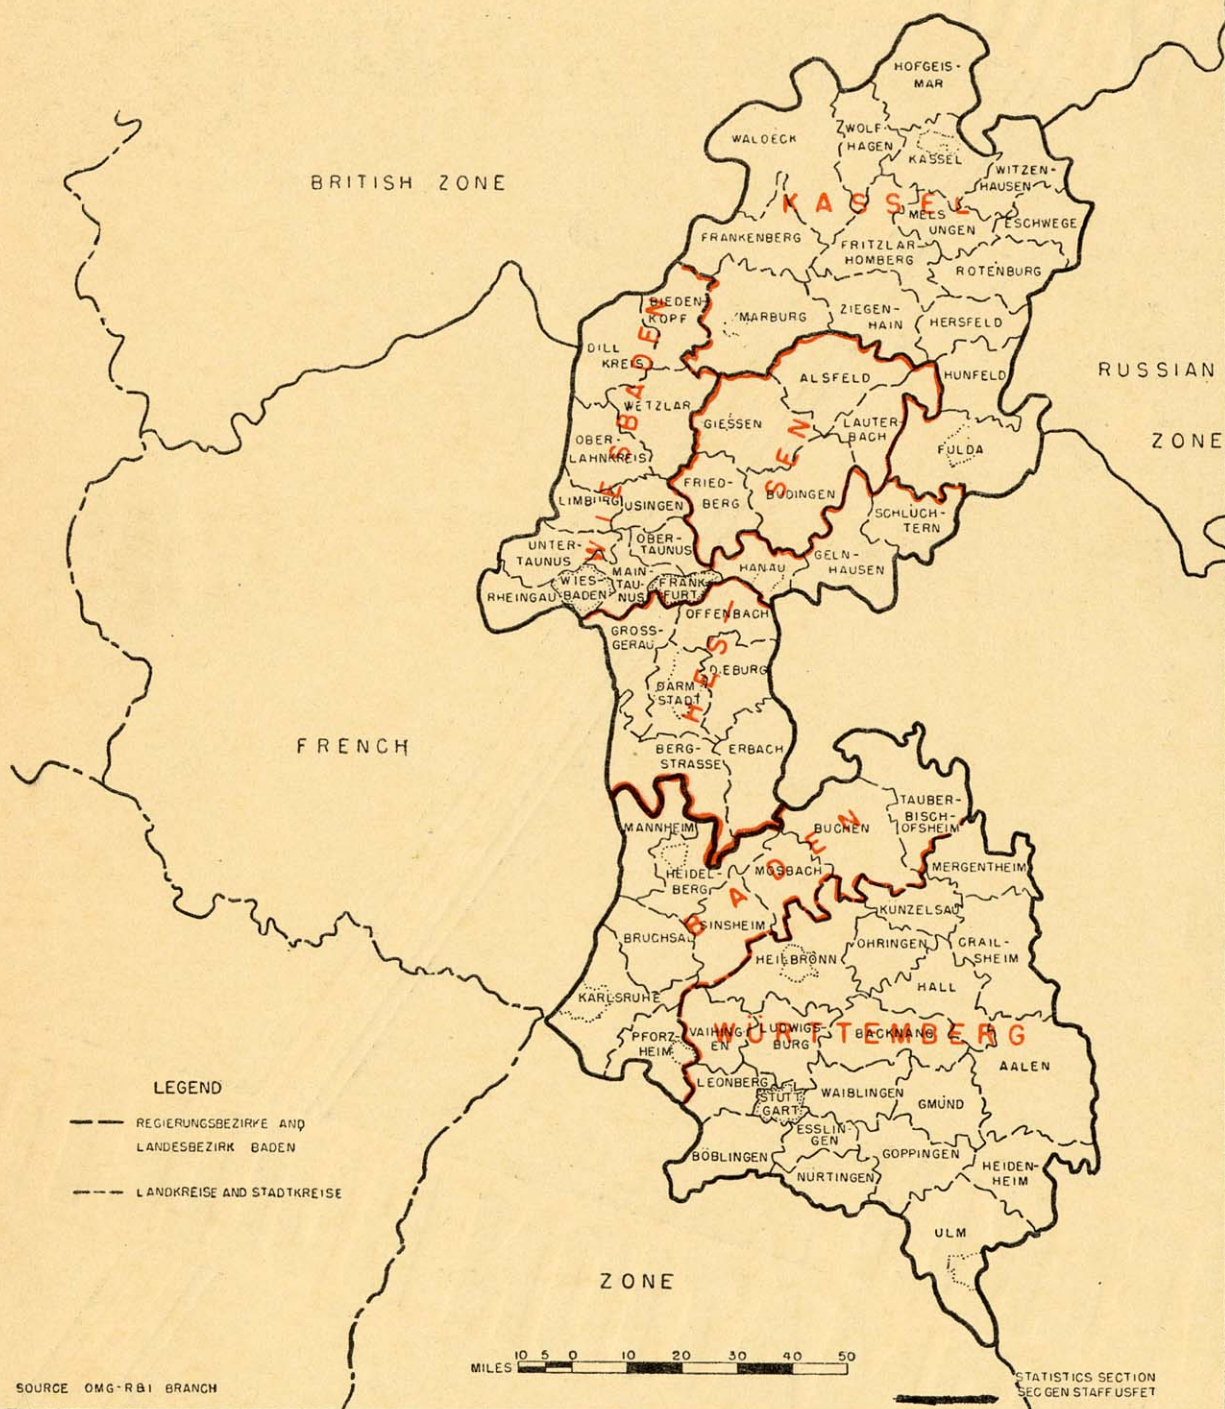 HOFGEIS-
MAR
WALDECK
WOLF-
HAGEN
KASSEL
WITZEN-
HAUSEN
BRITISH ZONE
KASSEL
MELS
UNGEN
ESCHWEGE
FRANKENBERG
FRITZLAR-
HOMBERG
ROTENBURG
BIEDEN
KOPF
MARBURG
ZIEGEN-
HAIN
HERSFELD
DILL
KREIS
WIESBADEN
ALSFELD
HUNFELD
RUSSIAN
ZONE
WETZLAR
GIESSEN
LAUTER-
BACH
FULDA
OBER-
LAHNKREIS
FRIED-
BERG
BUDINGEN
LIMBURG
USINGEN
SCHLUCH-
TERN
UNTER-
TAUNUS
OBER-
TAUNUS
HANAU
GELN-
HAUSEN
RHEINGAU
WIES-
BADEN
MAIN-
TAU-
NUS
FRANK
FURT
HESSEN
OFFENBACH
GROSS-
GERAU
DIEBURG
DARM
STADT
FRENCH
BERG-
STRASSE
ERBACH
TAUBER-
BISCH-
OFSHEIM
MANNHEIM
BUCHEN
BADEN
HEIDEL-
BERG
MOSBACH
MERGENTHEIM
SINSHEIM
KUNZELSAU
BRUCHSAL
HEILBRONN
OHRINGEN
CRAIL-
SHEIM
HALL
KARLSRUHE
PFORZ-
HEIM
WÜRTTEMBERG
VAIHING
EN
LUDWIGS-
BURG
BACKNANG
AALEN
LEONBERG
STUTT
GART
WAIBLINGEN
GMUND
ESSLIN-
GEN
BÖBLINGEN
NÜRTINGEN
GOPPINGEN
HEIDEN-
HEIM
ULM
LEGEND
REGIERUNGSBEZIRKE AND
LANDESBEZIRK BADEN
LANDKREISE AND STADTKREISE
ZONE
10 5 0 10 20 30 40 50
MILES
SOURCE OMG-RBI BRANCH
STATISTICS SECTION
SEC GEN STAFF USFET